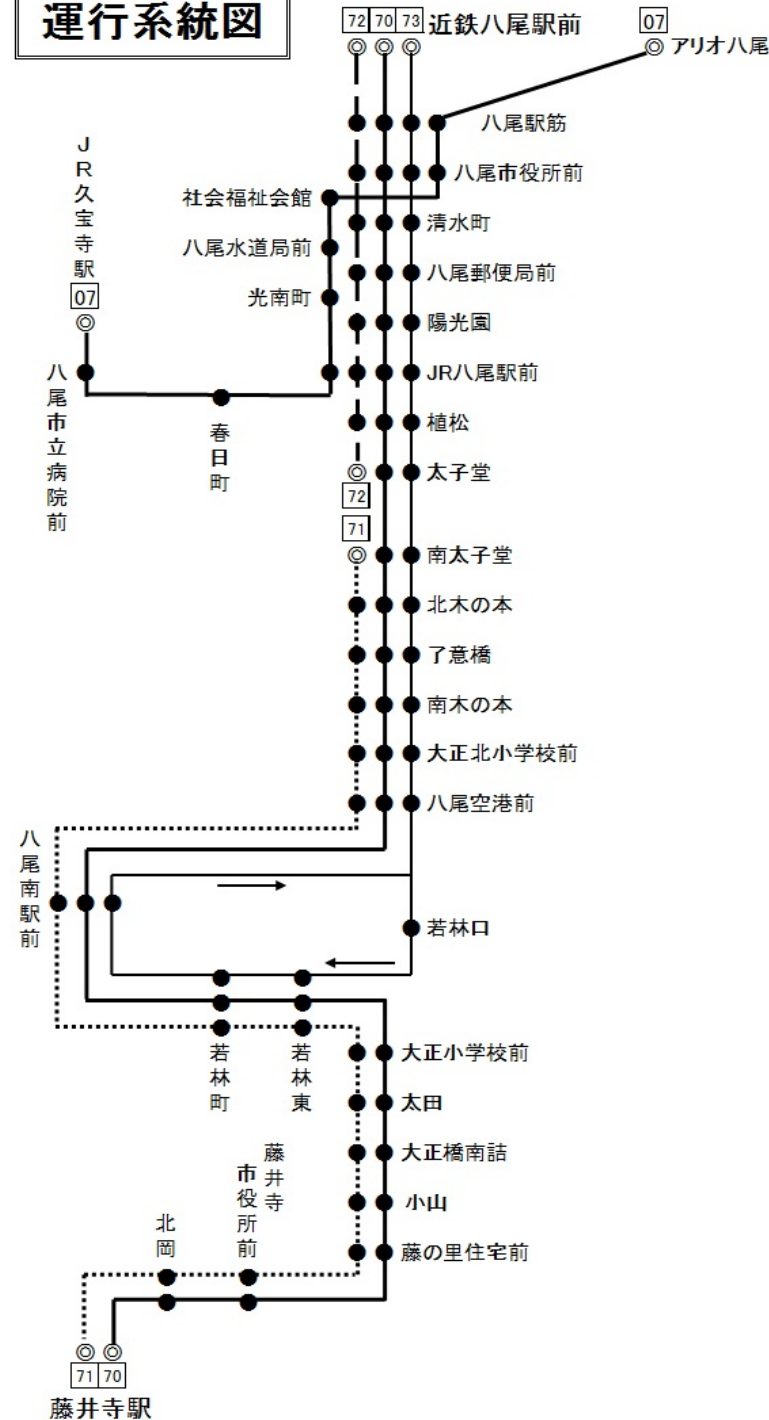 運行系統図
72 70 73 近鉄八尾駅前
07
アリオ八尾
八尾駅筋
八尾市役所前
社会福祉会館
清水町
八尾水道局前
八尾郵便局前
光南町
陽光園
JR久宝寺駅
07
JR八尾駅前
八尾市立病院前
春日町
植松
太子堂
72
71
南太子堂
北木の本
了意橋
南木の本
大正北小学校前
八尾空港前
八尾南駅前
若林口
若林町
若林東
大正小学校前
太田
大正橋南詰
小山
藤の里住宅前
藤井寺
市役所前
北岡
71 70
藤井寺駅